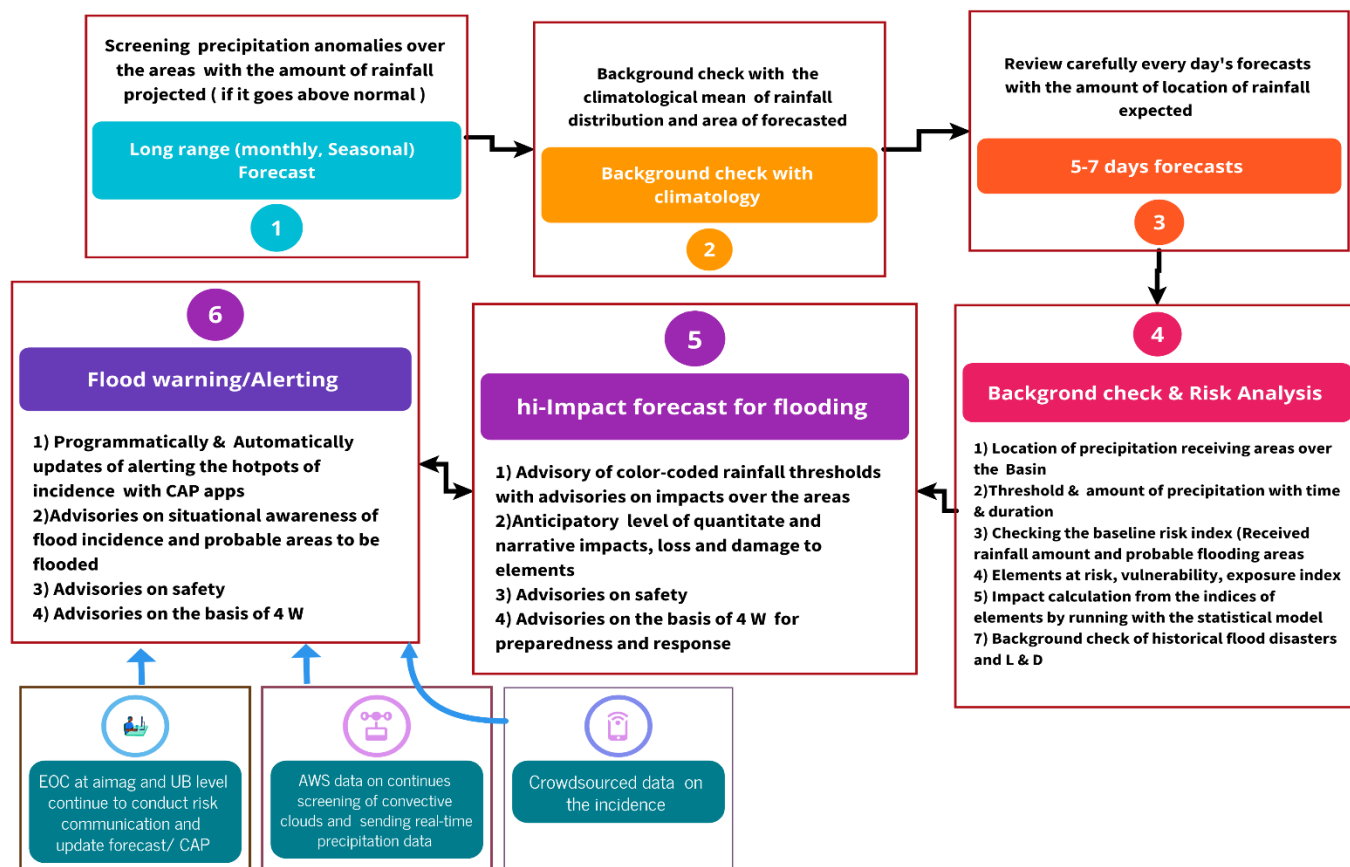 Screening precipitation anomalies over
the areas with the amount of rainfall
projected ( if it goes above normal )
Long range (monthly, Seasonal)
Forecast
1
Background check with the
climatological mean of rainfall
distribution and area of forecasted
Background check with
climatology
2
Review carefully every day's forecasts
with the amount of location of rainfall
expected
5-7 days forecasts
3
4
Backgrond check & Risk Analysis
1) Location of precipitation receiving areas over
the Basin
2)Threshold & amount of precipitation with time
& duration
3) Checking the baseline risk index (Received
rainfall amount and probable flooding areas
4) Elements at risk, vulnerability, exposure index
5) Impact calculation from the indices of
elements by running with the statistical model
7) Background check of historical flood disasters
and L & D
5
hi-Impact forecast for flooding
1) Advisory of color-coded rainfall thresholds
with advisories on impacts over the areas
2)Anticipatory level of quantitate and
narrative impacts, loss and damage to
elements
3) Advisories on safety
4) Advisories on the basis of 4 W for
preparedness and response
6
Flood warning/Alerting
1) Programmatically & Automatically
updates of alerting the hotpots of
incidence with CAP apps
2)Advisories on situational awareness of
flood incidence and probable areas to be
flooded
3) Advisories on safety
4) Advisories on the basis of 4 W
EOC at aimag and UB level
continue to conduct risk
communication and
update forecast/ CAP
AWS data on continues
screening of convective
clouds and sending real-time
precipitation data
Crowdsourced data on
the incidence